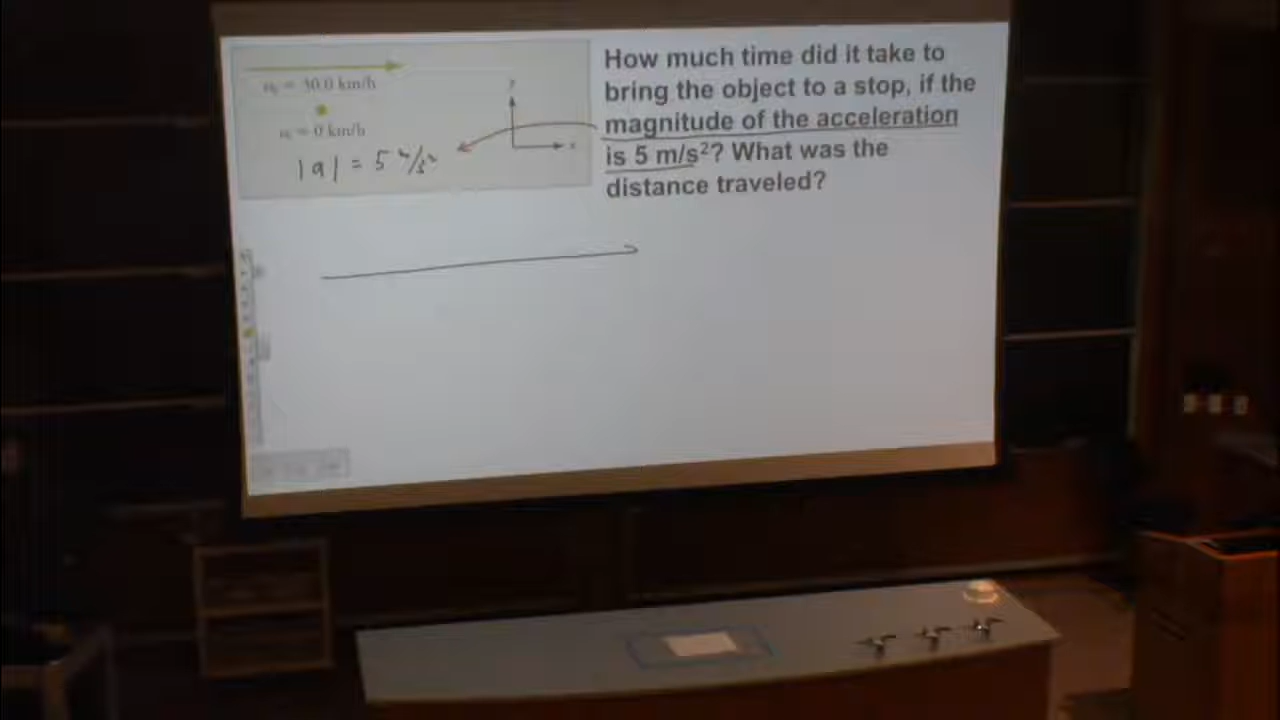 How much time did it take to
bring the object to a stop, if the
magnitude of the acceleration
is 5 m/s²? What was the
distance traveled?
= 30.0 km/h
= 0 km/h
|a| = 5 m/s²
y
x